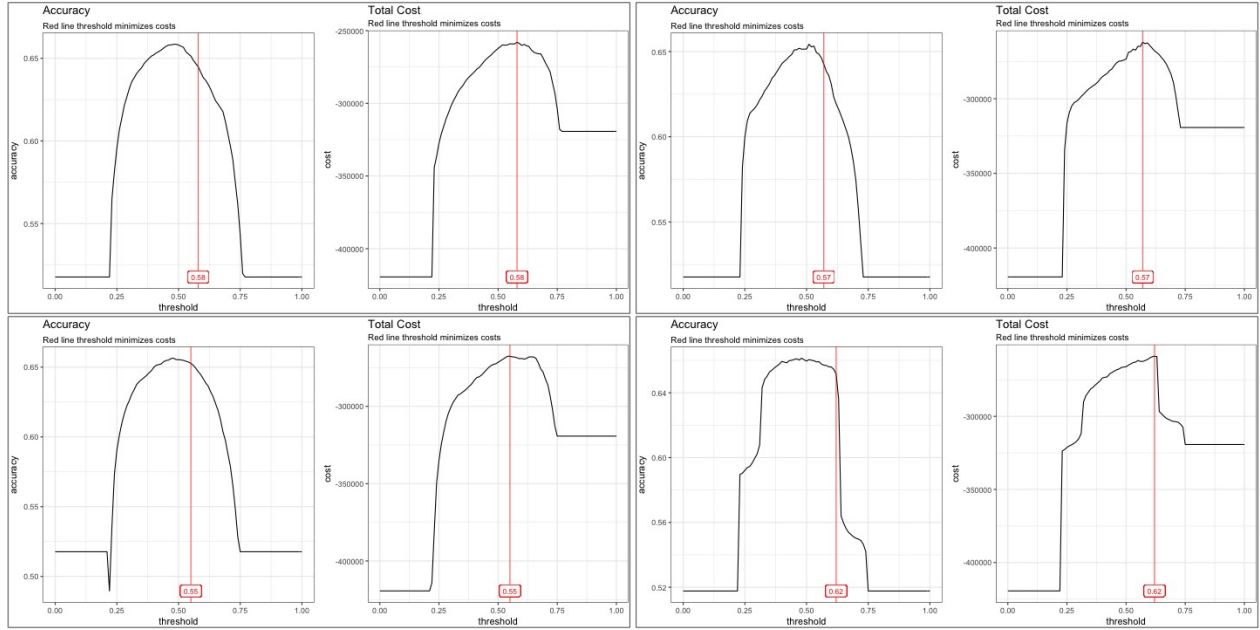 Accuracy
Red line threshold minimizes costs
0.65
0.60
0.55
accuracy
0.58
0.00
0.25
0.50
0.75
1.00
threshold
Total Cost
Red line threshold minimizes costs
-250000
-300000
-350000
-400000
cost
0.58
0.00
0.25
0.50
0.75
1.00
threshold
Accuracy
Red line threshold minimizes costs
0.65
0.60
0.55
accuracy
0.57
0.00
0.25
0.50
0.75
1.00
threshold
Total Cost
Red line threshold minimizes costs
-300000
-350000
-400000
cost
0.57
0.00
0.25
0.50
0.75
1.00
threshold
Accuracy
Red line threshold minimizes costs
0.65
0.60
0.55
0.50
accuracy
0.55
0.00
0.25
0.50
0.75
1.00
threshold
Total Cost
Red line threshold minimizes costs
-300000
-350000
-400000
cost
0.55
0.00
0.25
0.50
0.75
1.00
threshold
Accuracy
Red line threshold minimizes costs
0.64
0.60
0.56
0.52
accuracy
0.62
0.00
0.25
0.50
0.75
1.00
threshold
Total Cost
Red line threshold minimizes costs
-300000
-350000
-400000
cost
0.62
0.00
0.25
0.50
0.75
1.00
threshold